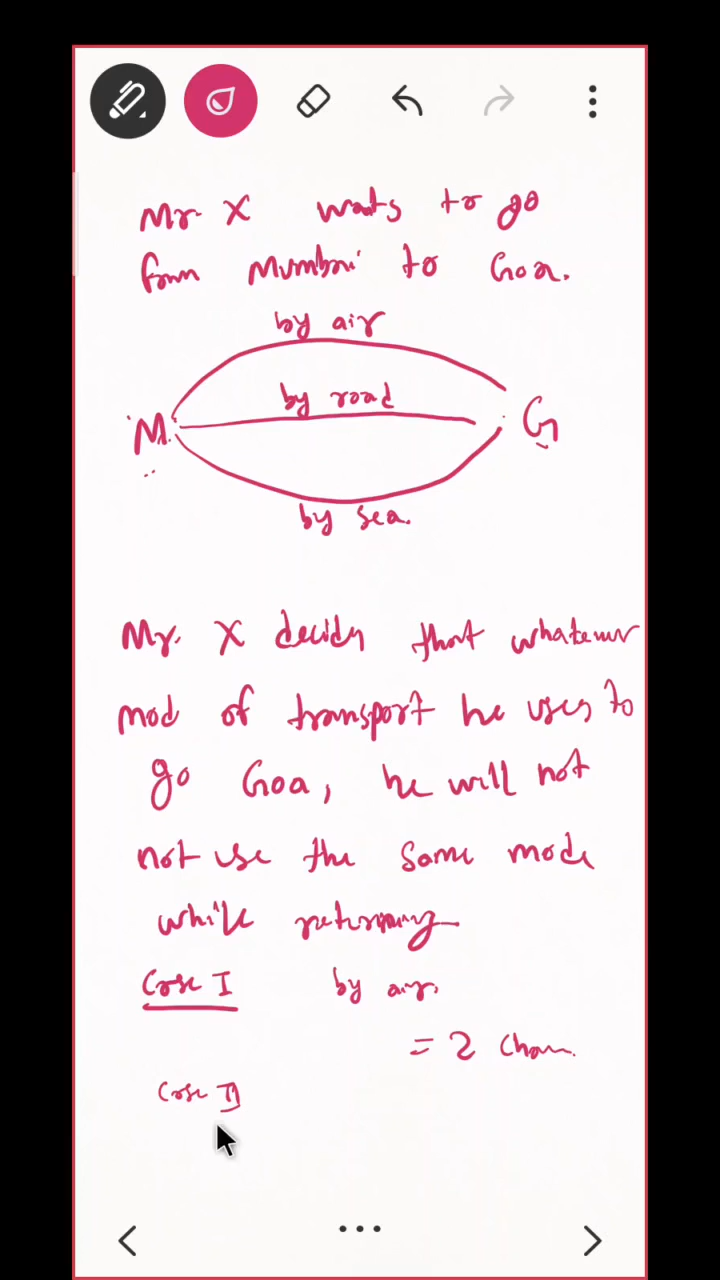 Mr X wants to go
from Mumbai to Goa.
by air
by road
M
G
by sea.
Mr. X decides that whatever
mod of transport he uses to
go Goa, he will not
not use the same mode
while returning
Case I by air.
= 2
Case II